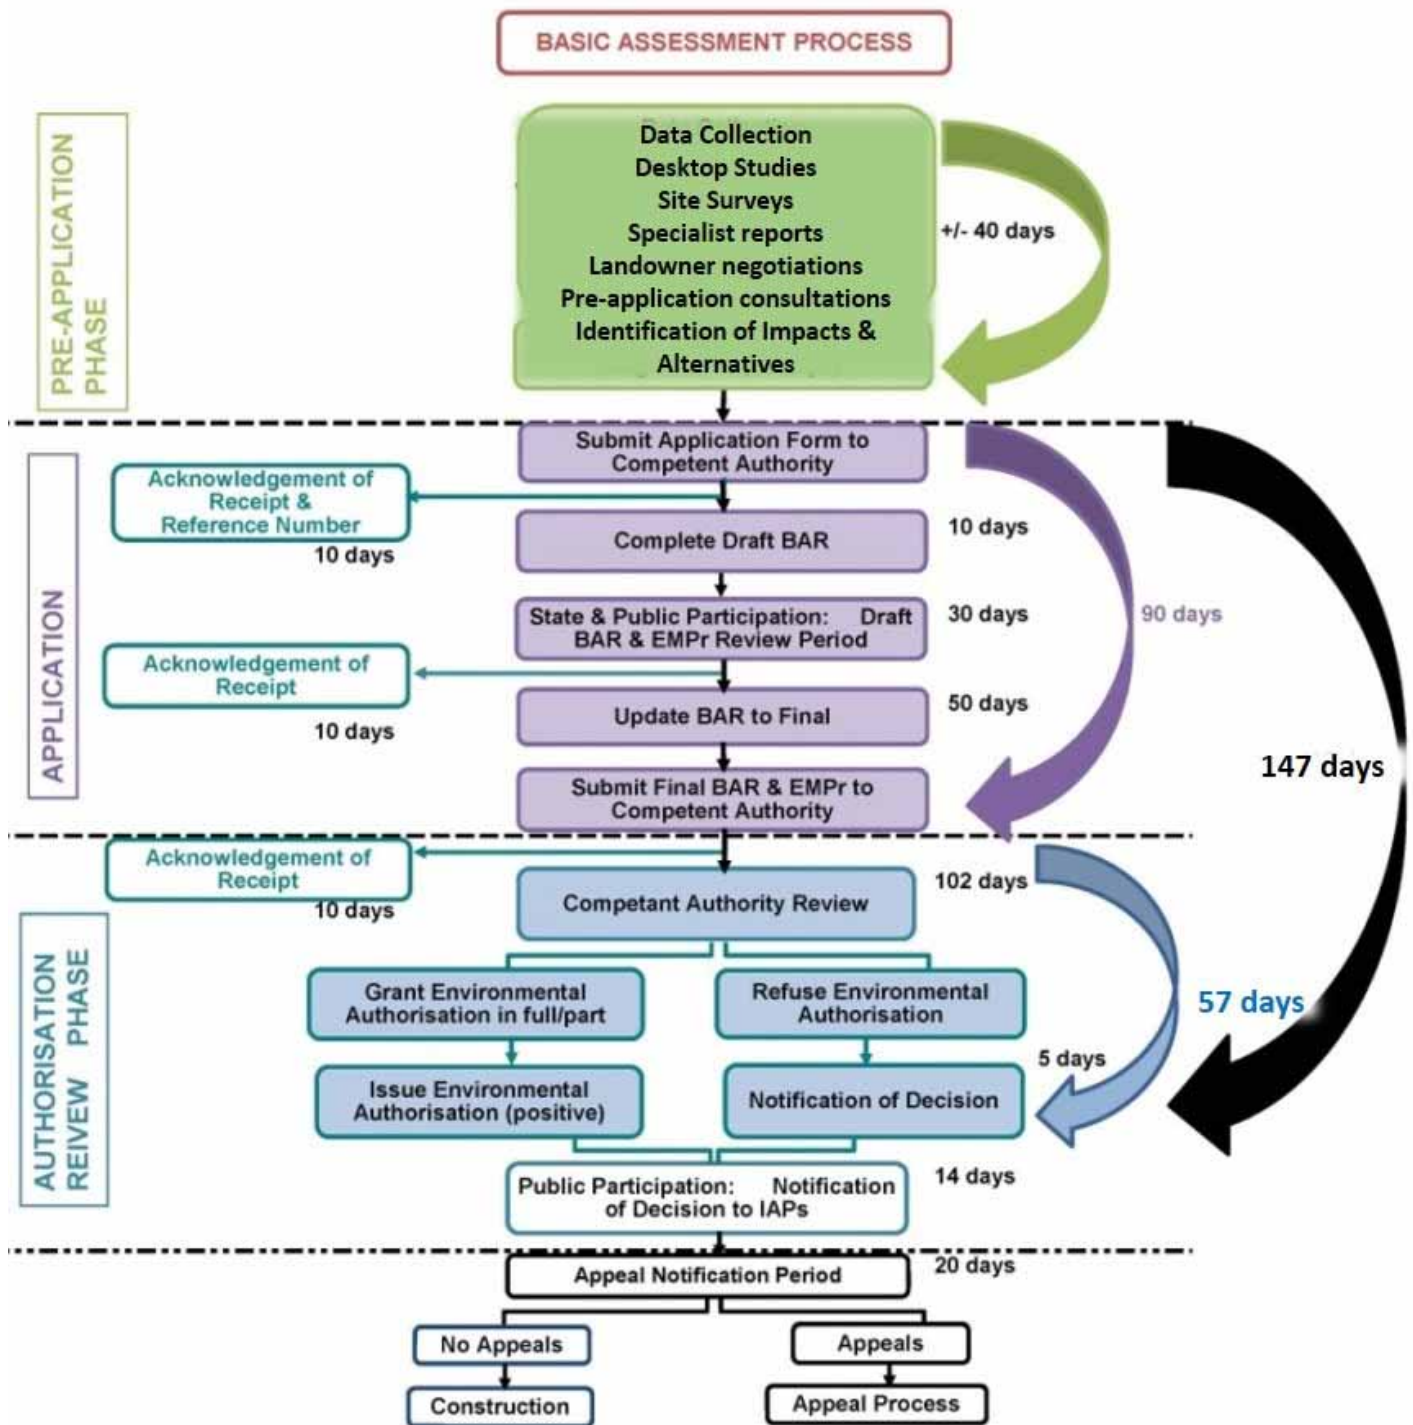 BASIC ASSESSMENT PROCESS
PRE-APPLICATION
PHASE
Data Collection
Desktop Studies
Site Surveys
Specialist reports
Landowner negotiations
Pre-application consultations
Identification of Impacts &
Alternatives
+/- 40 days
APPLICATION
Submit Application Form to
Competent Authority
Acknowledgement of
Receipt &
Reference Number
10 days
Complete Draft BAR
10 days
State & Public Participation: Draft
BAR & EMPr Review Period
30 days
90 days
Acknowledgement of
Receipt
10 days
Update BAR to Final
50 days
Submit Final BAR & EMPr to
Competent Authority
147 days
AUTHORISATION
REIVEW PHASE
Acknowledgement of
Receipt
10 days
Competant Authority Review
102 days
Grant Environmental
Authorisation in full/part
Refuse Environmental
Authorisation
57 days
Issue Environmental
Authorisation (positive)
Notification of Decision
5 days
Public Participation: Notification
of Decision to IAPs
14 days
Appeal Notification Period
20 days
No Appeals
Appeals
Construction
Appeal Process